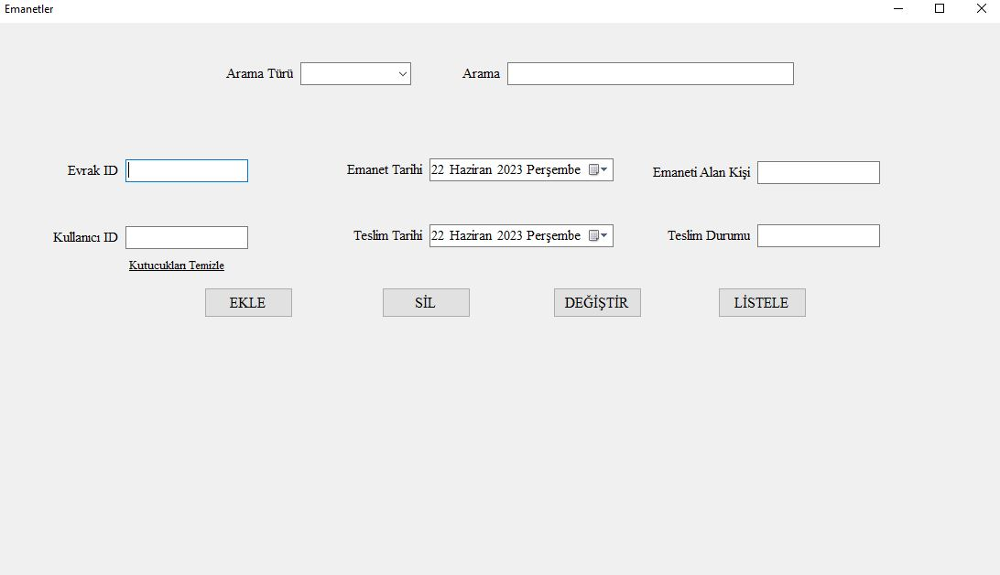 Emanetler
Arama Türü
Arama
Evrak ID
Emanet Tarihi
22 Haziran 2023 Perşembe
Emaneti Alan Kişi
Kullanıcı ID
Teslim Tarihi
22 Haziran 2023 Perşembe
Teslim Durumu
Kutucukları Temizle
EKLE
SİL
DEĞİŞTİR
LİSTELE